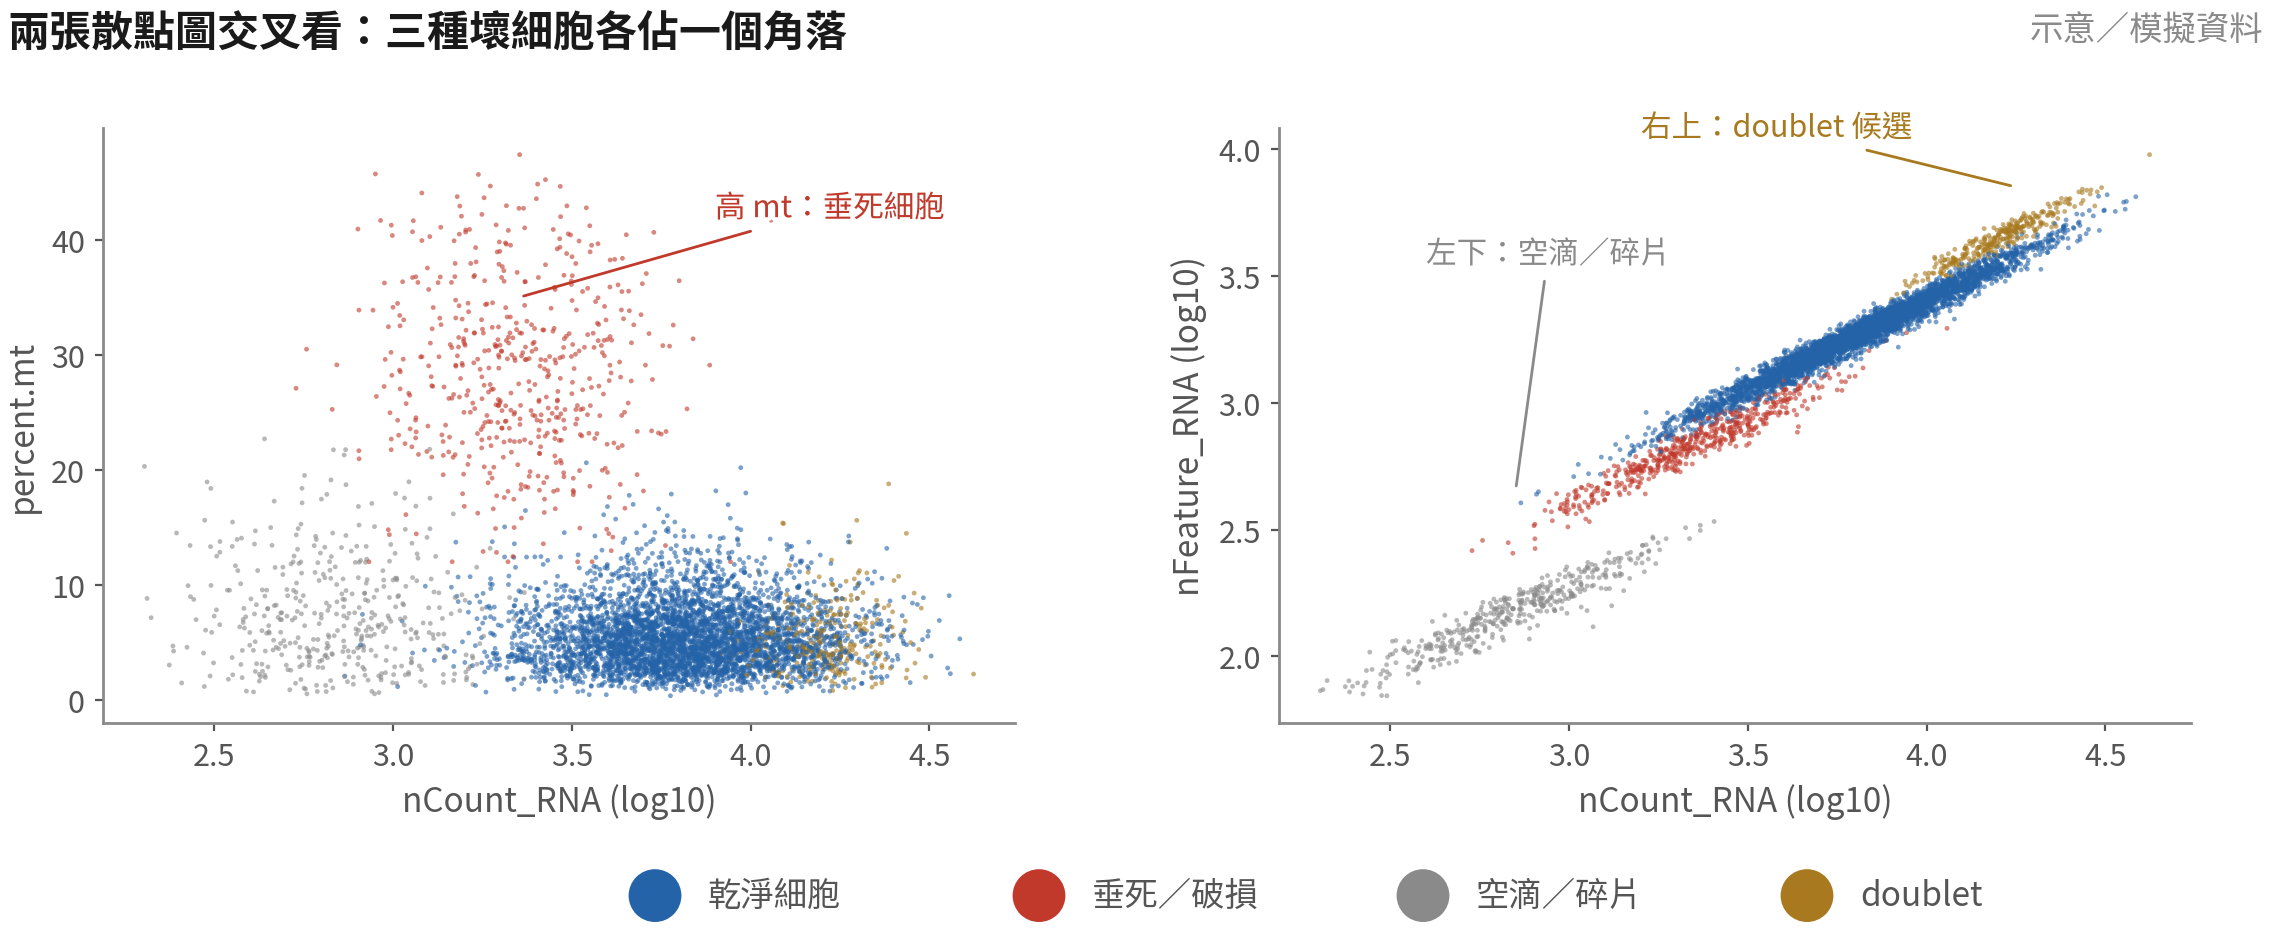 兩張散點圖交叉看：三種壞細胞各佔一個角落
示意／模擬資料
高 mt：垂死細胞
percent.mt
40
30
20
10
0
2.5 3.0 3.5 4.0 4.5
nCount_RNA (log10)
右上：doublet 候選
左下：空滴／碎片
nFeature_RNA (log10)
4.0
3.5
3.0
2.5
2.0
2.5 3.0 3.5 4.0 4.5
nCount_RNA (log10)
乾淨細胞
垂死／破損
空滴／碎片
doublet